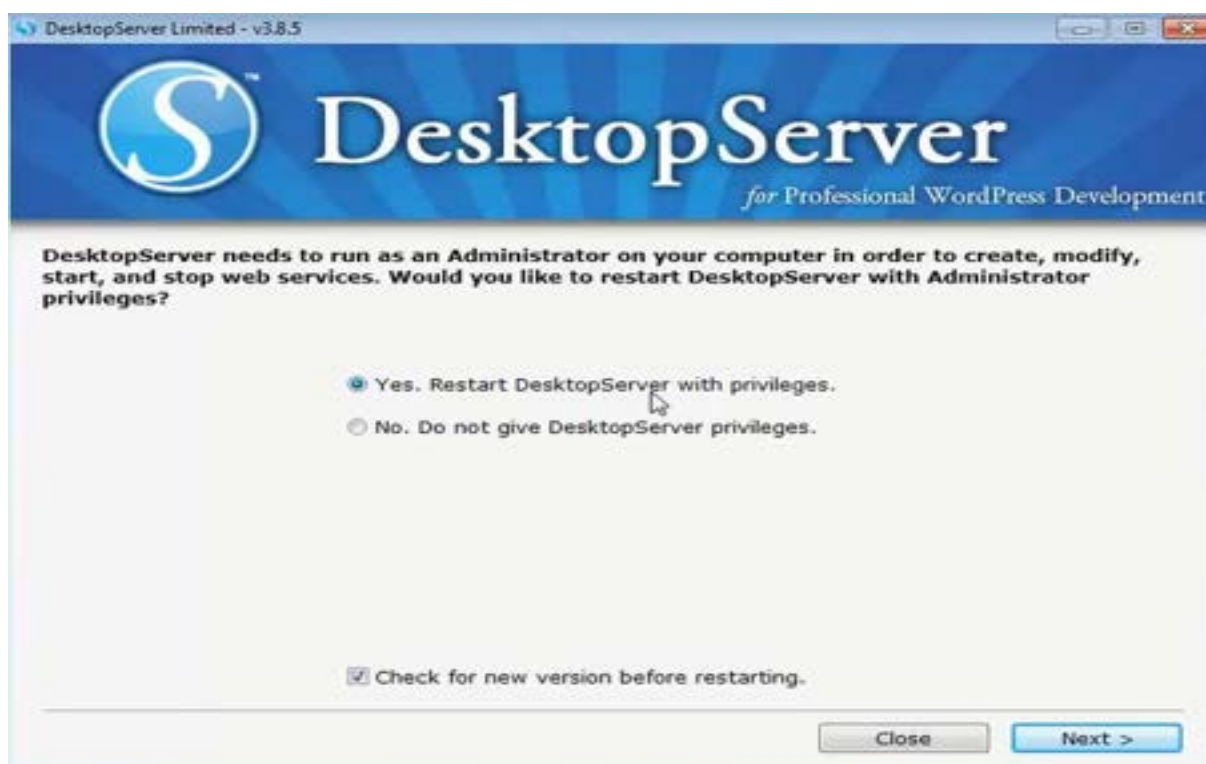 DesktopServer Limited - v3.8.5
S ™
DesktopServer
for Professional WordPress Development
DesktopServer needs to run as an Administrator on your computer in order to create, modify,
start, and stop web services. Would you like to restart DesktopServer with Administrator
privileges?
Yes. Restart DesktopServer with privileges.
No. Do not give DesktopServer privileges.
Check for new version before restarting.
Close Next >